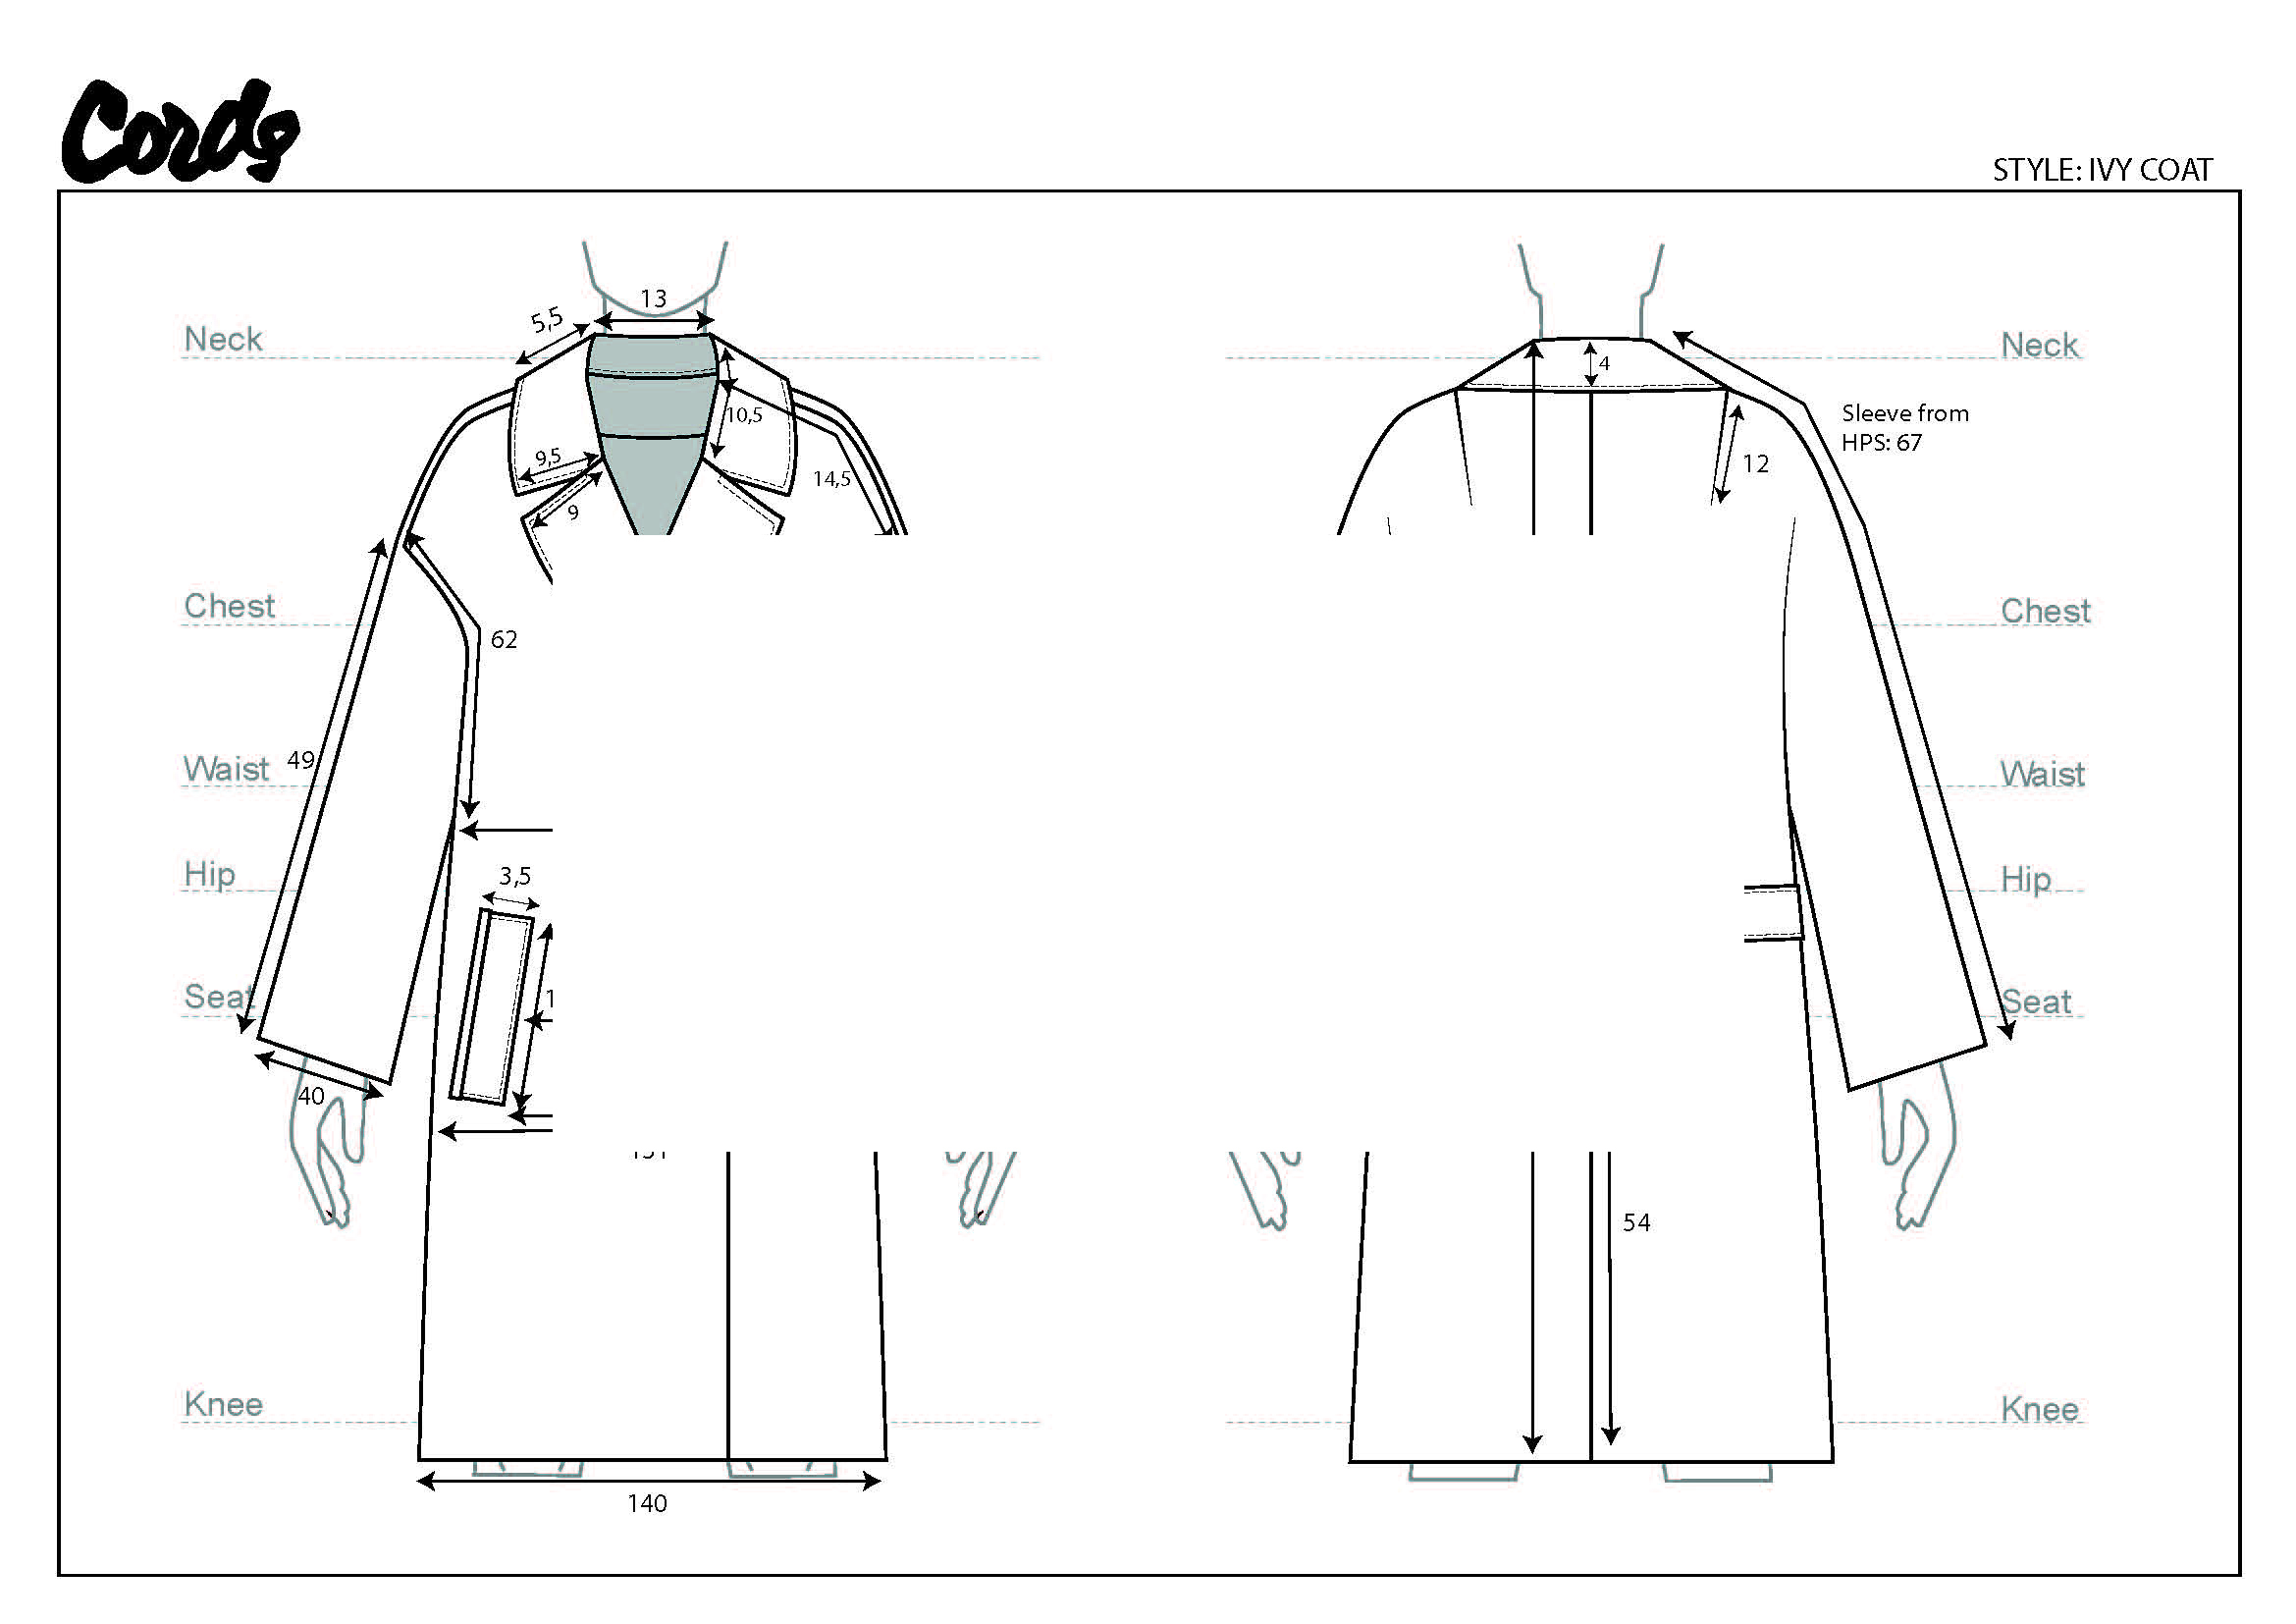 Cords
STYLE: IVY COAT
13
5,5
Neck
Neck
4
10,5
Sleeve from
HPS: 67
9,5
12
14,5
9
Chest
Chest
62
49
Waist
Waist
3,5
Hip
Hip
Seat
Seat
1
40
54
Knee
Knee
140